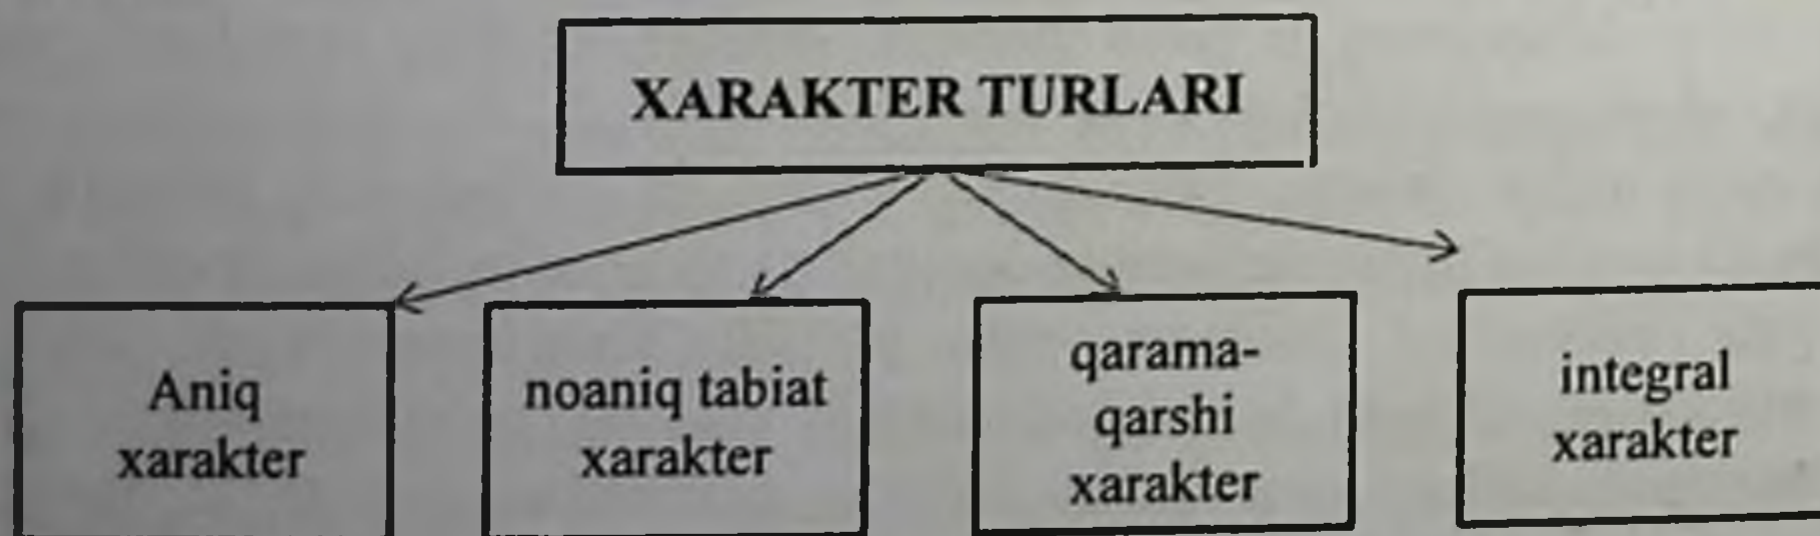 XARAKTER TURLARI
Aniq
xarakter
noaniq tabiat
xarakter
qarama-
qarshi
xarakter
integral
xarakter